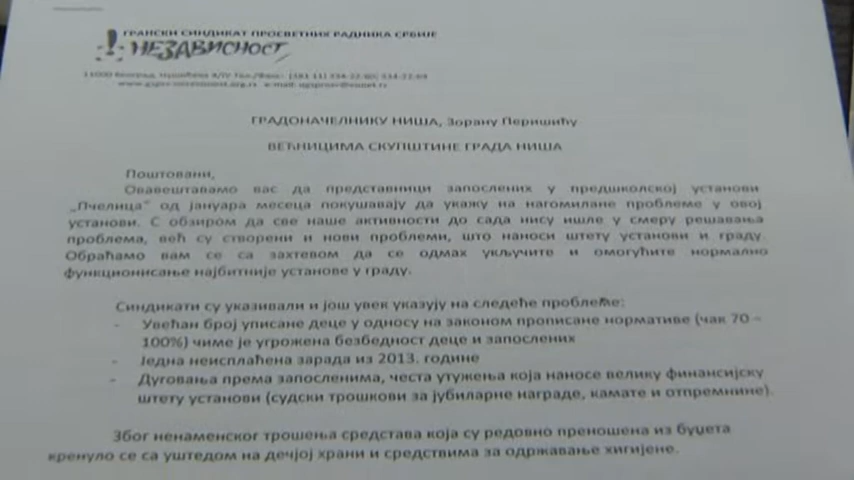 ГРАНСКИ СИНДИКАТ ПРОСВЕТНИХ РАДНИКА СРБИЈЕ
НЕЗАВИСНОСТ
11000 Београд,
ГРАДОНАЧЕЛНИКУ НИША, Зорану Перишићу
ВЕЋНИЦИМА СКУПШТИНЕ ГРАДА НИША
Поштовани,
Овавештавамо вас да представници запослених у предшколској установи
„Пчелица" од јануара месеца покушавају да укажу на нагомилане проблеме у овој
установи. С обзиром да све наше активности до сада нису ишле у смеру решавања
проблема, већ су створени и нови проблеми, што наноси штету установи и граду.
Обраћамо вам се са захтевом да се одмах укључите и омогућите нормално
функционисање најбитније установе у граду.
Синдикати су указивали и још увек указују на следеће проблеме:
- Увећан број уписане деце у односу на законом прописане нормативе (чак 70 –
100%) чиме је угрожена безбедност деце и запослених
- Једна неисплаћена зарада из 2013. године
- Дуговања према запосленима, честа утужења која наносе велику финансијску
штету установи (судски трошкови за јубиларне награде, камате и отпремнине).
Због ненаменског трошења средстава која су редовно преношена из буџета
кренуло се са уштедом на дечјој храни и средствима за одржавање хигијене.